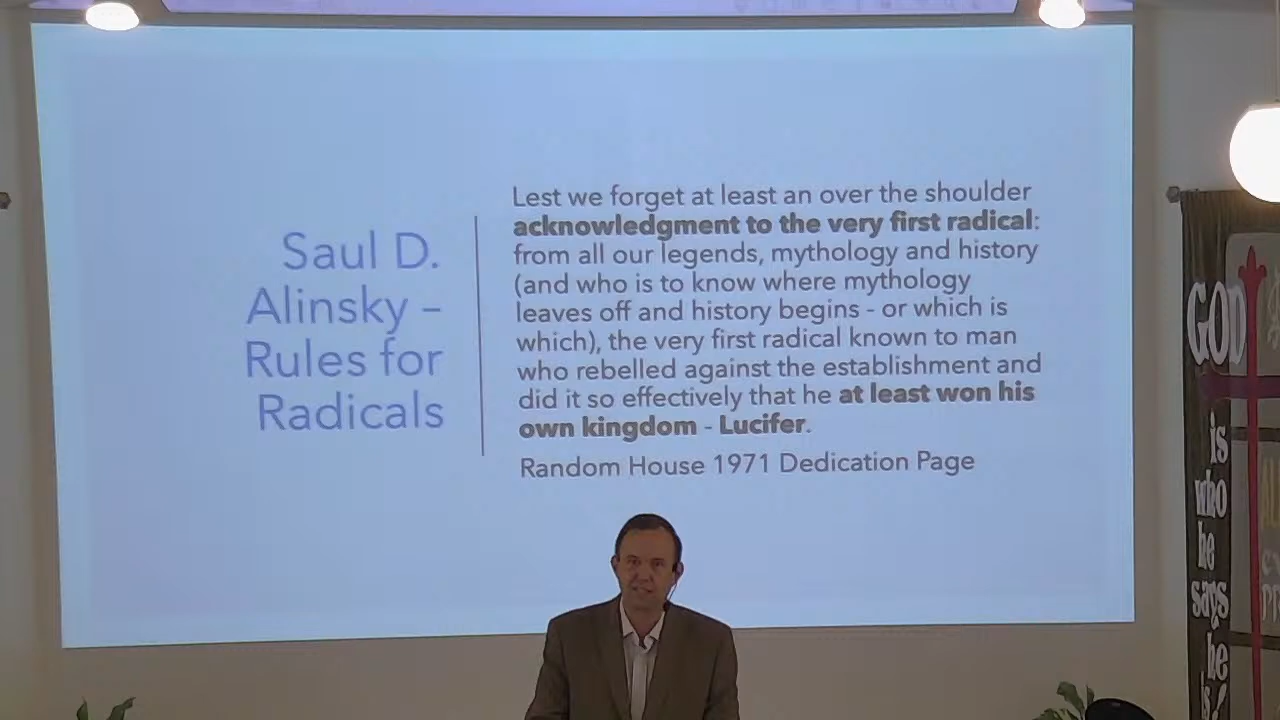 Saul D.
Alinsky –
Rules for
Radicals
Lest we forget at least an over the shoulder
acknowledgment to the very first radical:
from all our legends, mythology and history
(and who is to know where mythology
leaves off and history begins - or which is
which), the very first radical known to man
who rebelled against the establishment and
did it so effectively that he at least won his
own kingdom - Lucifer.
Random House 1971 Dedication Page
GOD
is
who
he
says
he
is!